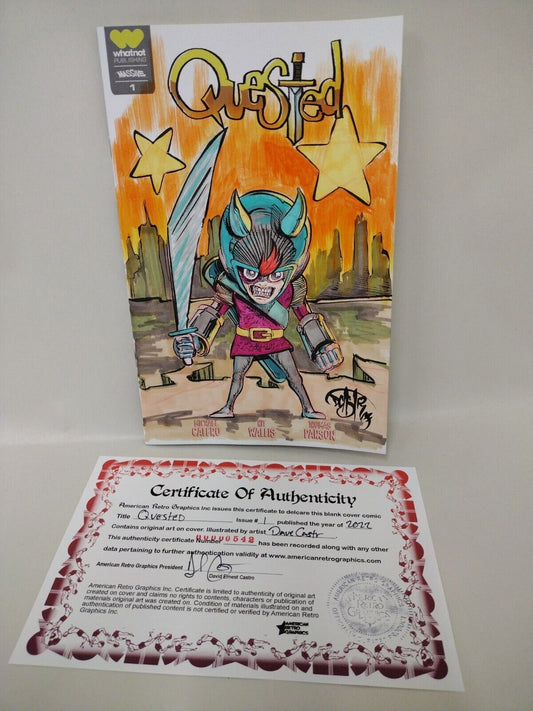 whatnot
PUBLISHING
MASSIVE
1
Quested
MICHAEL
CALERO
KIT
WALLIS
THOMAS
PARSON
Certificate Of Authenticity
American Retro Graphics Inc issues this certificate to delcare this blank cover comic
Title Quested Issue # 1 published the year of 2022
Contains original art on cover. Illustrated by artist Dave Castr
This authenticity certificate Number 00000542 has been recorded along with any other
data pertaining to further authentication validity at www.americanretrographics.com
American Retro Graphics President
David Ernest Castro
American Retro Graphics Inc. Certificate is limited to authenticity of original art
created on cover and claims no rights to contents, characters or publication of
materials original art was created on. Condition of materials illustrated on and
authentication of published content is not certified or verified by American Retro
Graphics Inc.
AMERICAN
RETRO
GRAPHICS